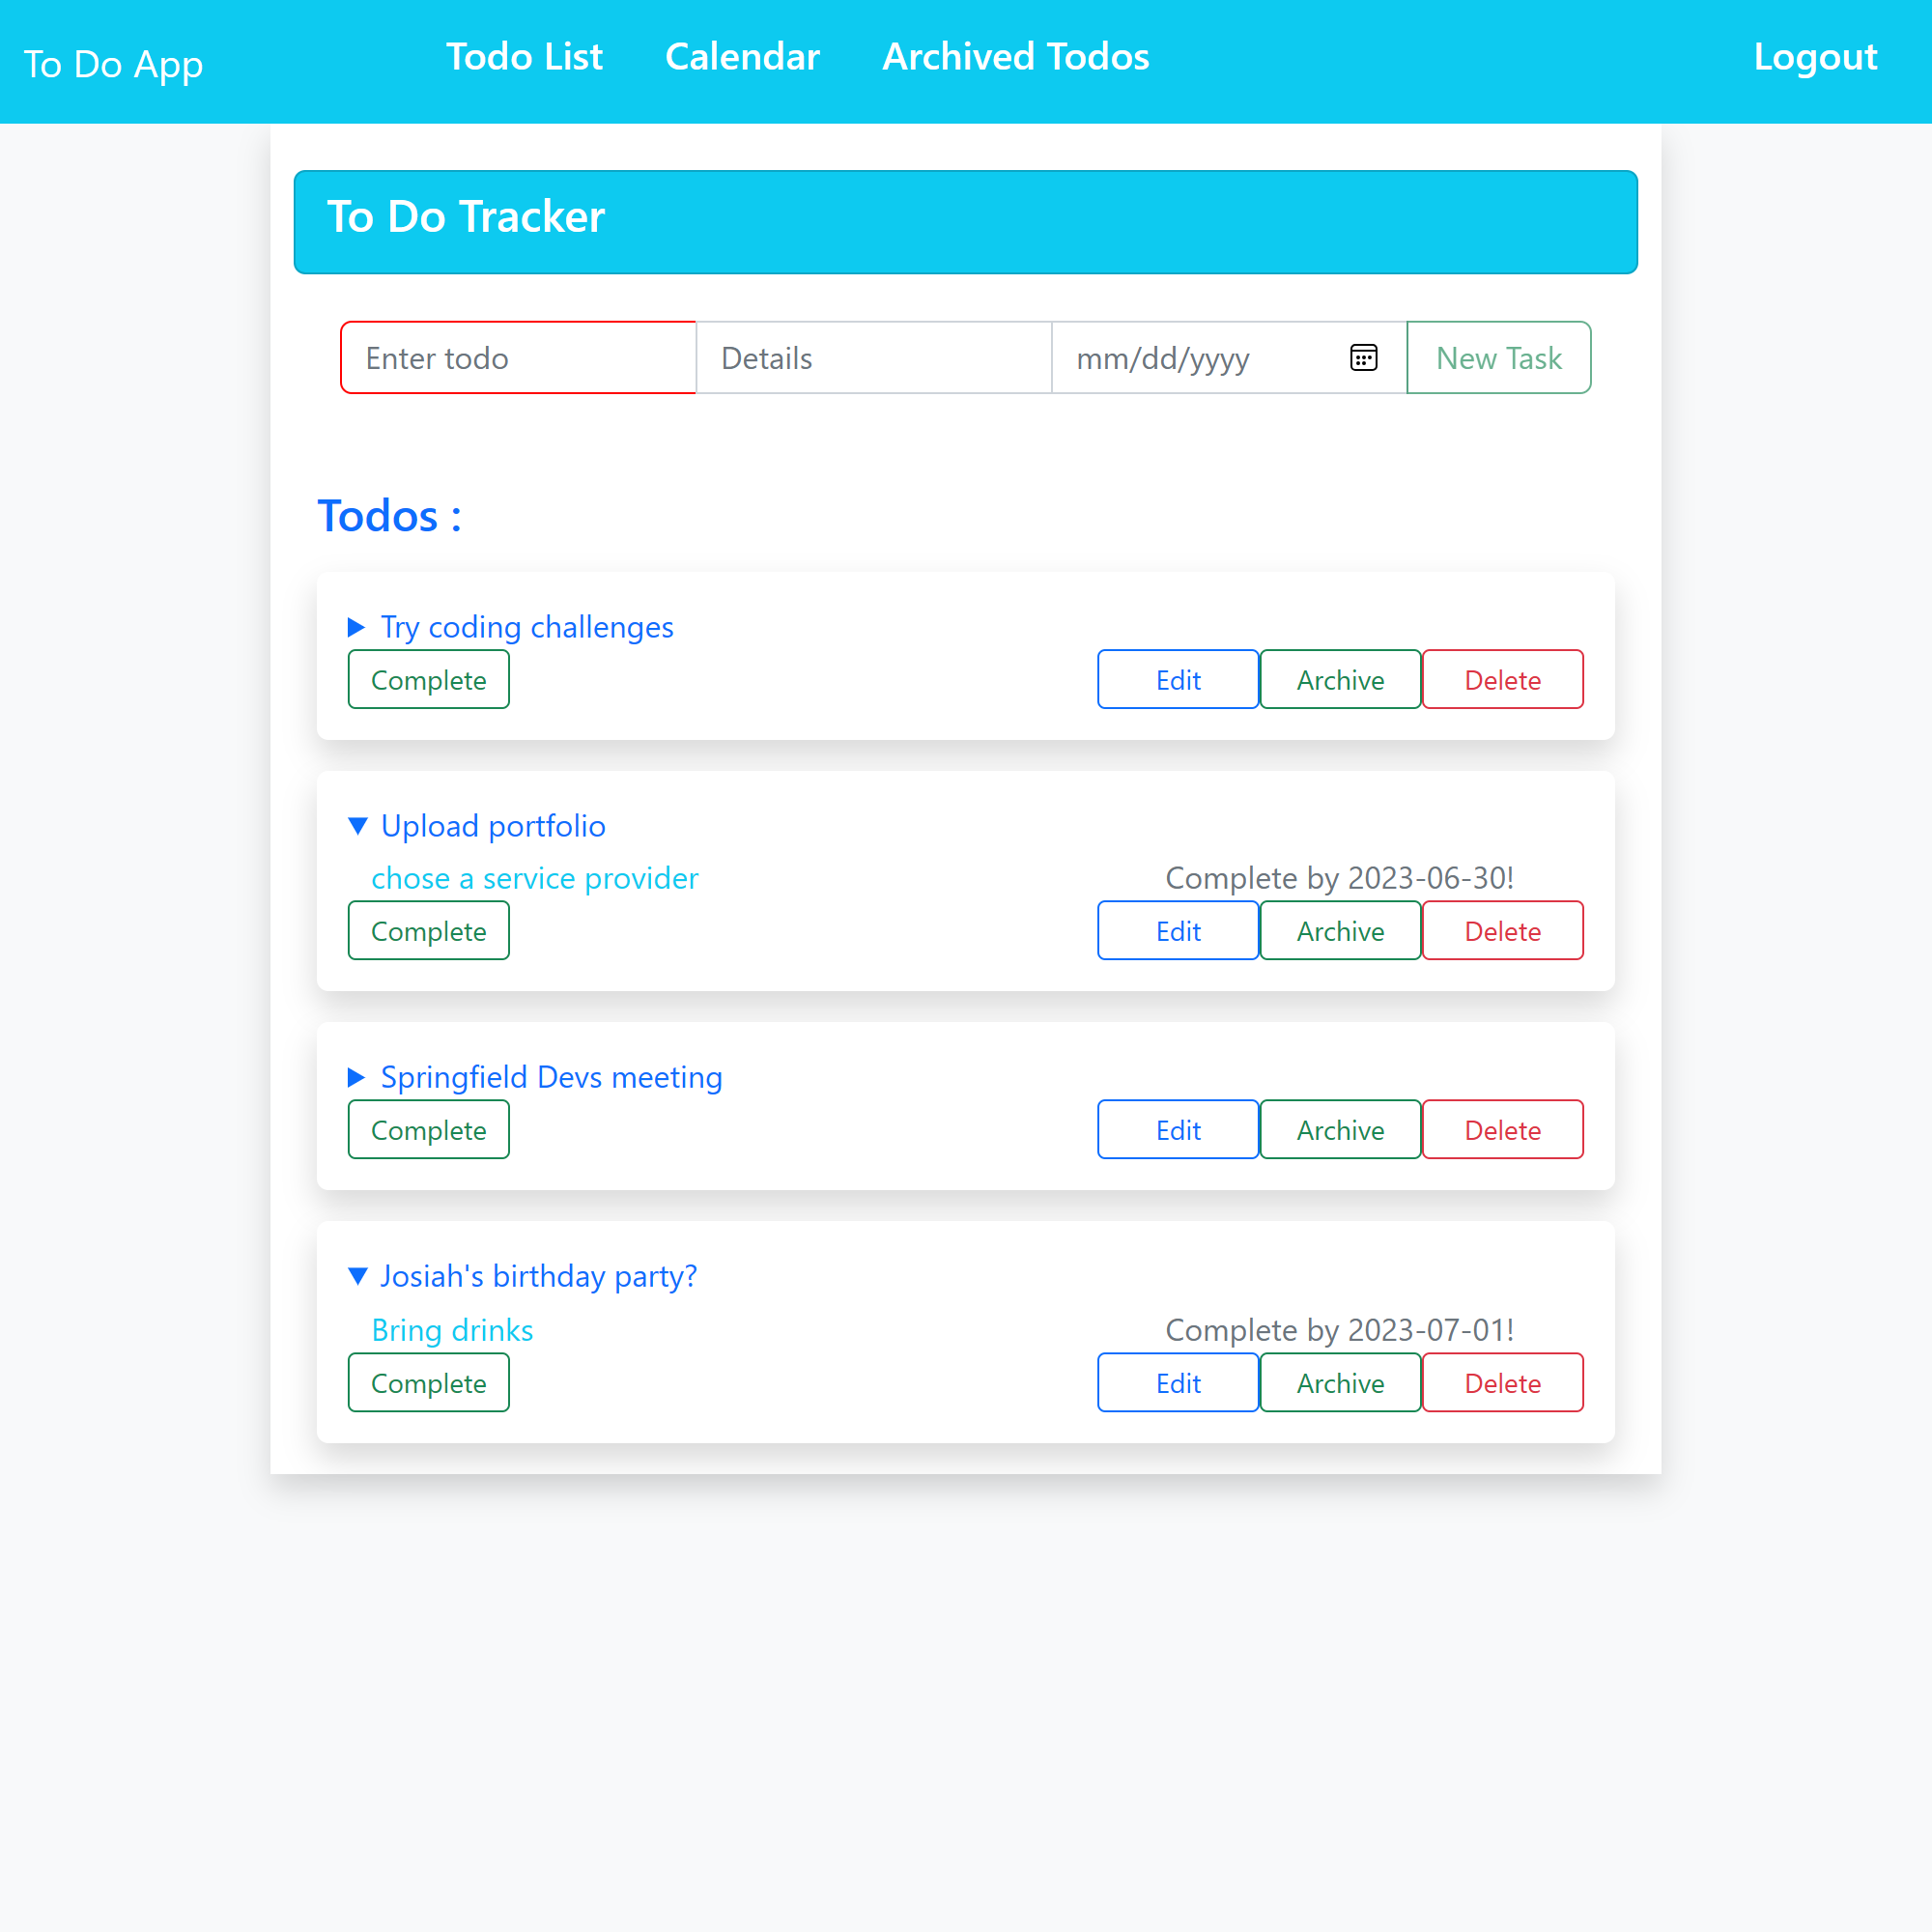 To Do App Todo List Calendar Archived Todos Logout
To Do Tracker
Enter todo Details mm/dd/yyyy New Task
Todos :
Try coding challenges
Complete Edit Archive Delete
Upload portfolio
chose a service provider Complete by 2023-06-30!
Complete Edit Archive Delete
Springfield Devs meeting
Complete Edit Archive Delete
Josiah's birthday party?
Bring drinks Complete by 2023-07-01!
Complete Edit Archive Delete